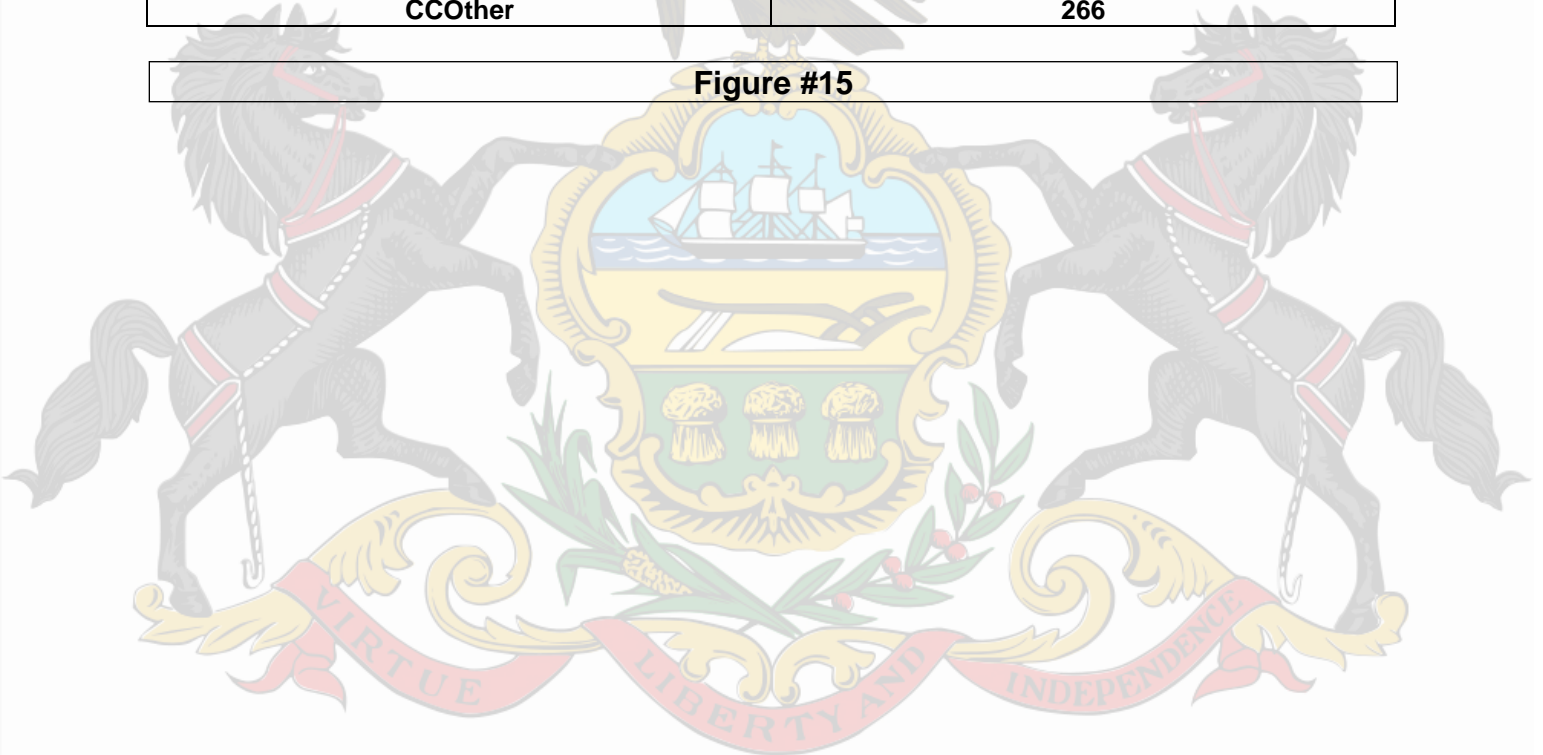 CCOther 266
Figure #15
VIRTUE
LIBERTY AND
INDEPENDENCE